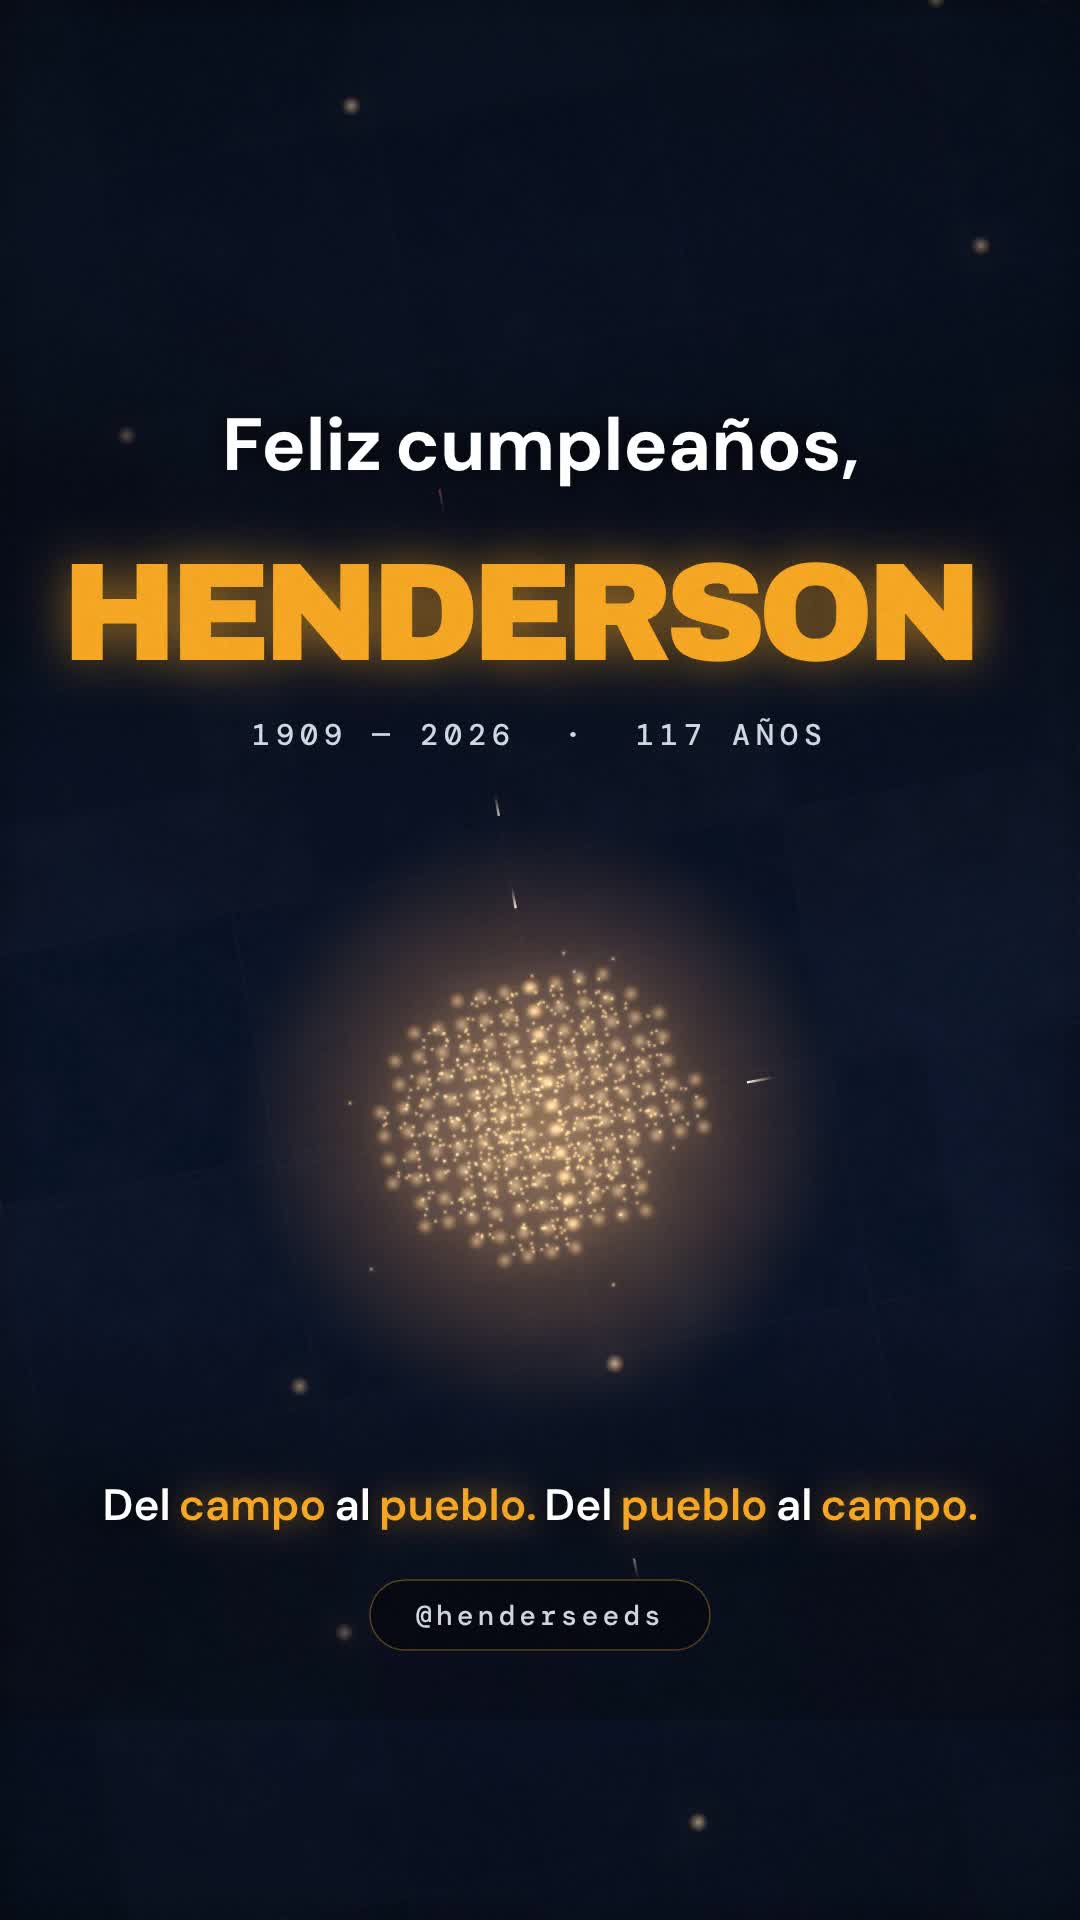 Feliz cumpleaños,
HENDERSON
1909 — 2026 · 117 AÑOS
Del campo al pueblo. Del pueblo al campo.
@henderseeds